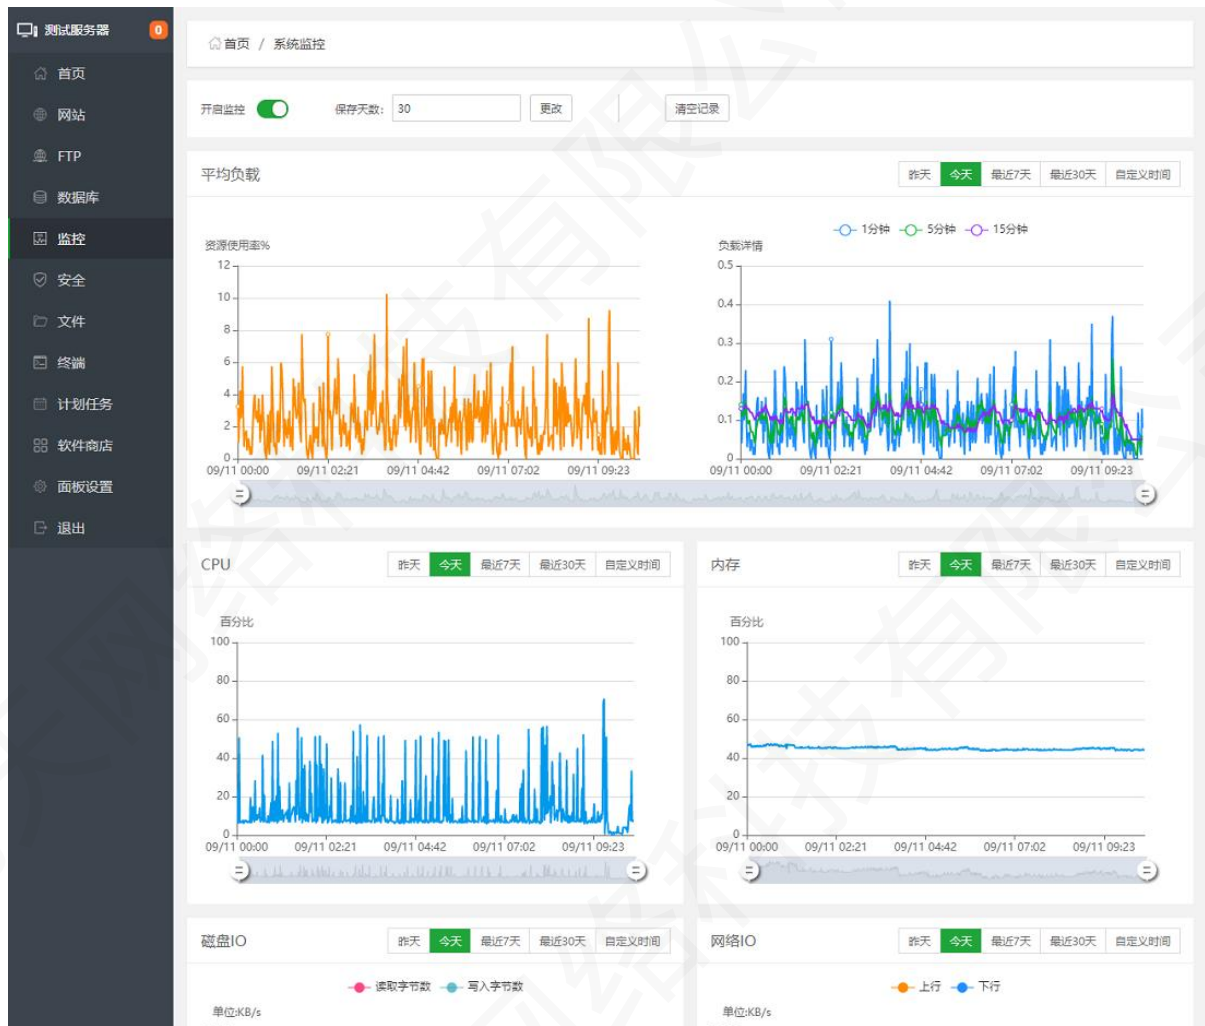 测试服务器 0
首页
网站
FTP
数据库
监控
安全
文件
终端
计划任务
软件商店
面板设置
退出
首页 / 系统监控
开启监控 保存天数: 30 更改 清空记录
平均负载 昨天 今天 最近7天 最近30天 自定义时间
资源使用率%
12
10
8
6
4
2
0
09/11 00:00 09/11 02:21 09/11 04:42 09/11 07:02 09/11 09:23
1分钟 5分钟 15分钟
负载详情
0.5
0.4
0.3
0.2
0.1
0
09/11 00:00 09/11 02:21 09/11 04:42 09/11 07:02 09/11 09:23
CPU 昨天 今天 最近7天 最近30天 自定义时间
百分比
100
80
60
40
20
0
09/11 00:00 09/11 02:21 09/11 04:42 09/11 07:02 09/11 09:23
内存 昨天 今天 最近7天 最近30天 自定义时间
百分比
100
80
60
40
20
0
09/11 00:00 09/11 02:21 09/11 04:42 09/11 07:02 09/11 09:23
磁盘IO 昨天 今天 最近7天 最近30天 自定义时间
读取字节数 写入字节数
单位:KB/s
网络IO 昨天 今天 最近7天 最近30天 自定义时间
上行 下行
单位:KB/s